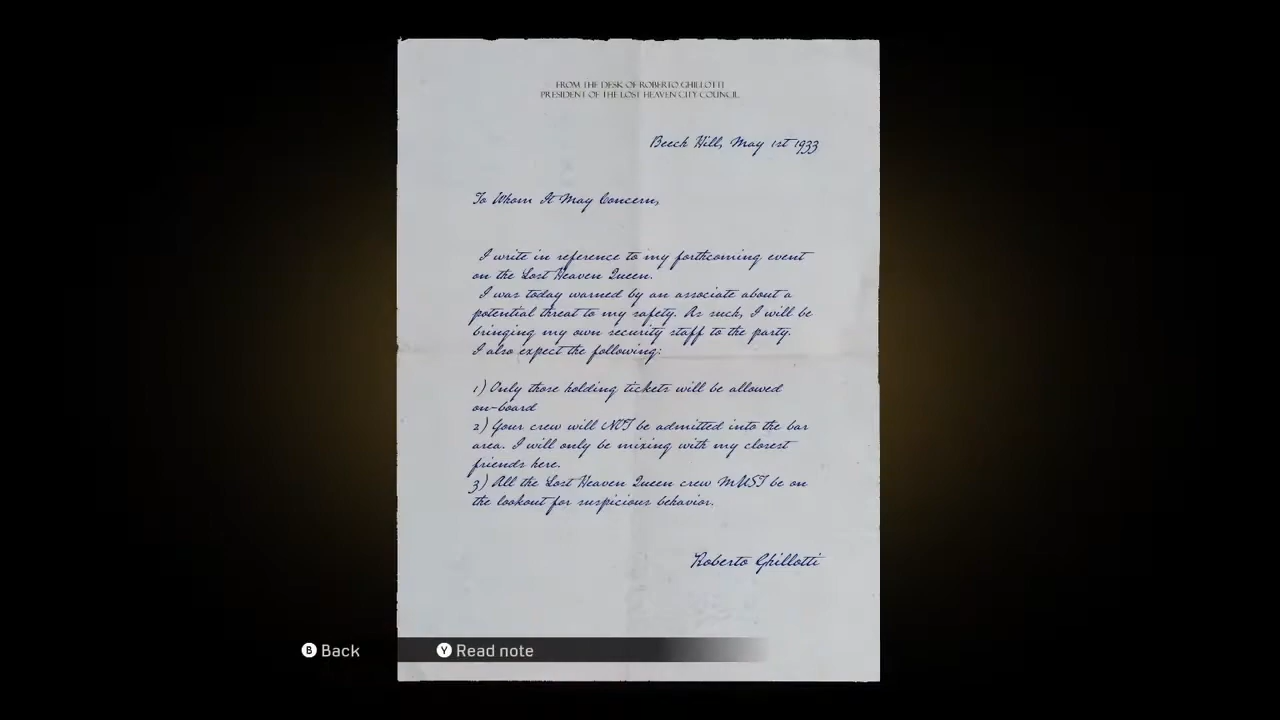 FROM THE DESK OF ROBERTO GHILLOTTI
PRESIDENT OF THE LOST HEAVEN CITY COUNCIL
Beech Hill, May 1st 1933
To Whom It May Concern,
I write in reference to my forthcoming event
on the Lost Heaven Queen.
I was today warned by an associate about a
potential threat to my safety. As such, I will be
bringing my own security staff to the party.
I also expect the following:
1) Only those holding tickets will be allowed
on-board
2) Your crew will NOT be admitted into the bar
area. I will only be mixing with my closest
friends here.
3) All the Lost Heaven Queen crew MUST be on
the lookout for suspicious behavior.
Roberto Ghillotti
B Back Y Read note